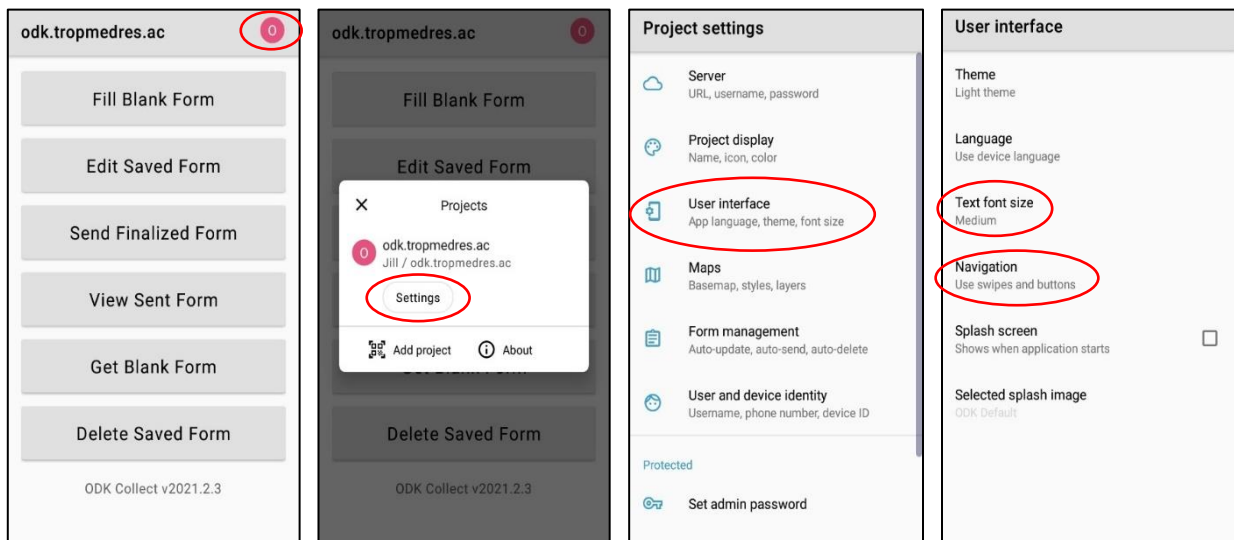 odk.tropmedres.ac
O
Fill Blank Form
Edit Saved Form
Send Finalized Form
View Sent Form
Get Blank Form
Delete Saved Form
ODK Collect v2021.2.3
odk.tropmedres.ac
O
Fill Blank Form
Edit Saved Form
Projects
O
odk.tropmedres.ac
Jill / odk.tropmedres.ac
Settings
Add project
About
Delete Saved Form
ODK Collect v2021.2.3
Project settings
Server
URL, username, password
Project display
Name, icon, color
User interface
App language, theme, font size
Maps
Basemap, styles, layers
Form management
Auto-update, auto-send, auto-delete
User and device identity
Username, phone number, device ID
Protected
Set admin password
User interface
Theme
Light theme
Language
Use device language
Text font size
Medium
Navigation
Use swipes and buttons
Splash screen
Shows when application starts
Selected splash image
ODK Default